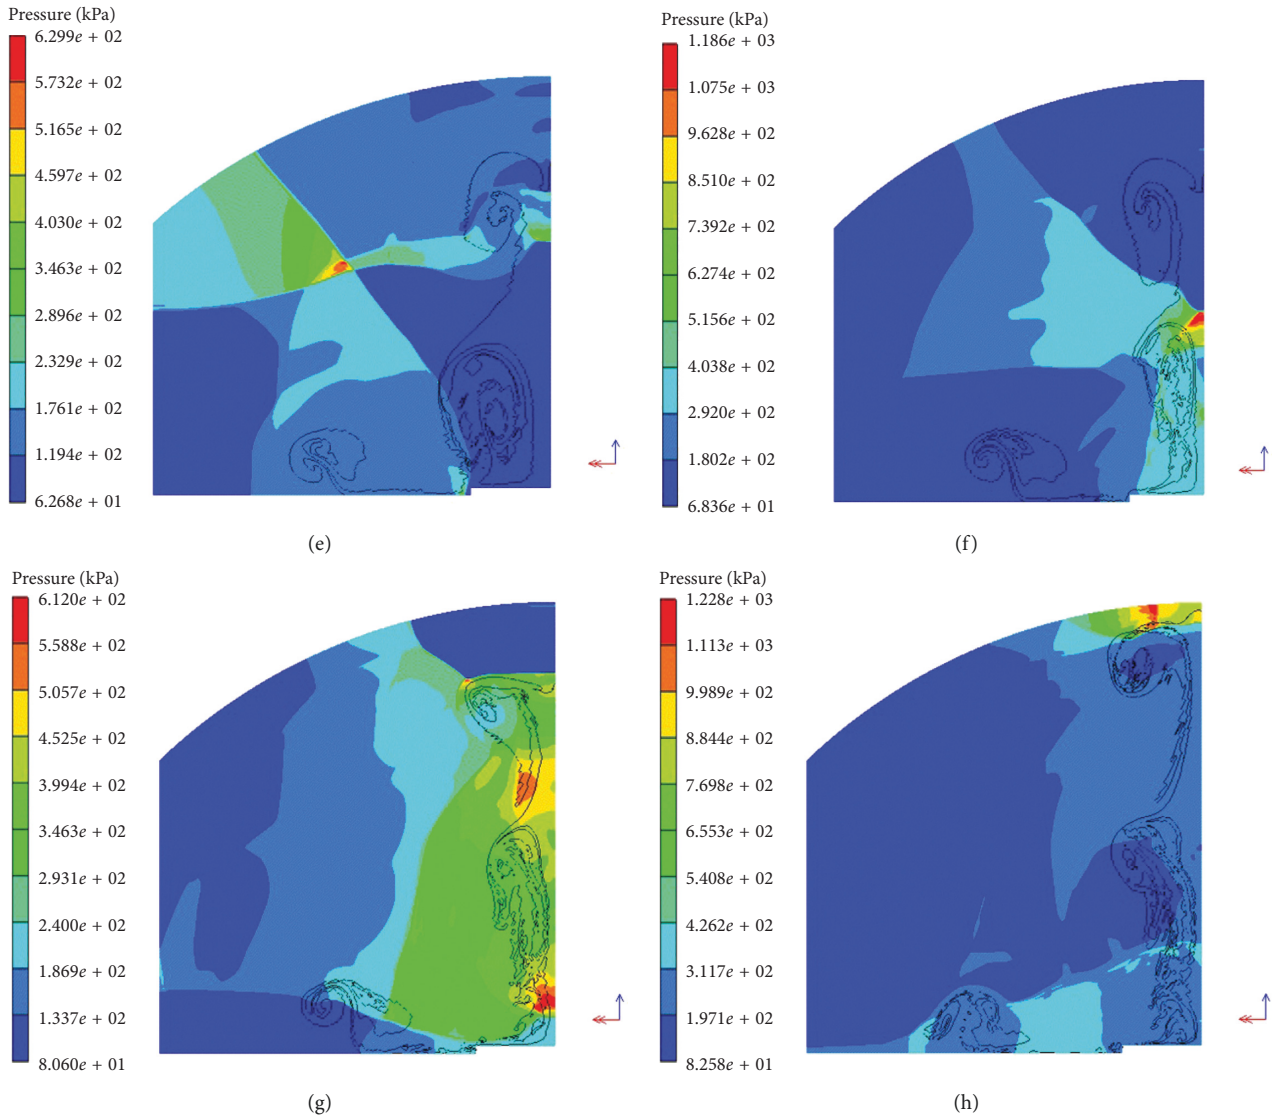 Pressure (kPa)
6.299e + 02
5.732e + 02
5.165e + 02
4.597e + 02
4.030e + 02
3.463e + 02
2.896e + 02
2.329e + 02
1.761e + 02
1.194e + 02
6.268e + 01
(e)
Pressure (kPa)
1.186e + 03
1.075e + 03
9.628e + 02
8.510e + 02
7.392e + 02
6.274e + 02
5.156e + 02
4.038e + 02
2.920e + 02
1.802e + 02
6.836e + 01
(f)
Pressure (kPa)
6.120e + 02
5.588e + 02
5.057e + 02
4.525e + 02
3.994e + 02
3.463e + 02
2.931e + 02
2.400e + 02
1.869e + 02
1.337e + 02
8.060e + 01
(g)
Pressure (kPa)
1.228e + 03
1.113e + 03
9.989e + 02
8.844e + 02
7.698e + 02
6.553e + 02
5.408e + 02
4.262e + 02
3.117e + 02
1.971e + 02
8.258e + 01
(h)